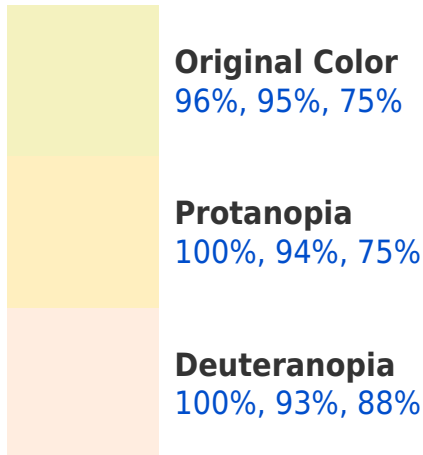 Original Color
96%, 95%, 75%
Protanopia
100%, 94%, 75%
Deuteranopia
100%, 93%, 88%